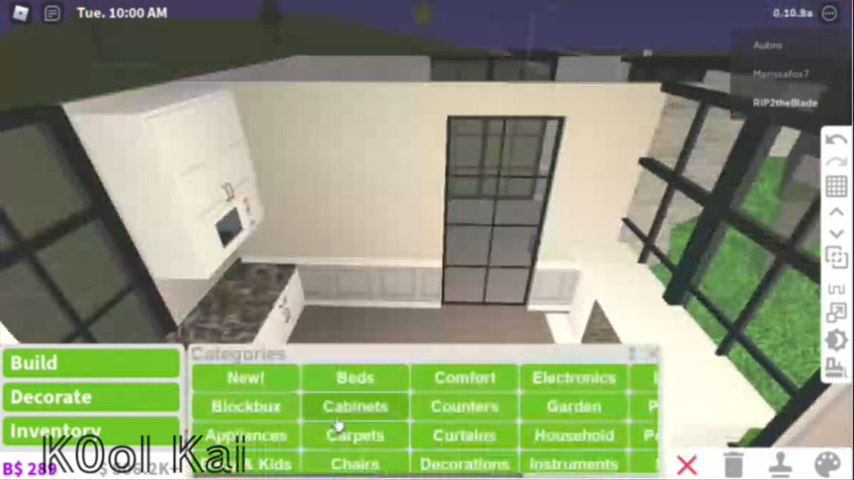 Tue. 10:00 AM
0.10.8a
Aubro
Marissafox7
RIP2theBlade
Build
Decorate
Inventory
Categories
New!
Beds
Comfort
Electronics
Blockbux
Cabinets
Counters
Garden
Appliances
Carpets
Curtains
Household
& Kids
Chairs
Decorations
Instruments
B$ 289
K0ol Kai